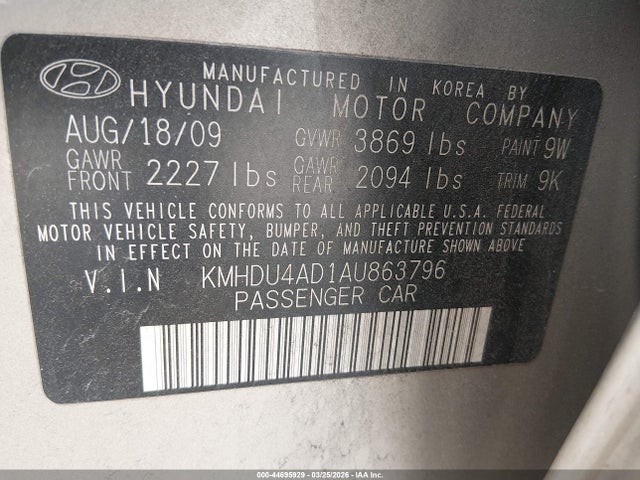 MANUFACTURED IN KOREA BY
HYUNDAI MOTOR COMPANY
AUG/18/09 GVWR 3869 lbs PAINT 9W
GAWR FRONT 2227 lbs GAWR REAR 2094 lbs TRIM 9K
THIS VEHICLE CONFORMS TO ALL APPLICABLE U.S.A. FEDERAL
MOTOR VEHICLE SAFETY, BUMPER, AND THEFT PREVENTION STANDARDS
IN EFFECT ON THE DATE OF MANUFACTURE SHOWN ABOVE
V.I.N KMHDU4AD1AU863796
PASSENGER CAR
000-44695929 - 03/25/2026 - IAAI.COM